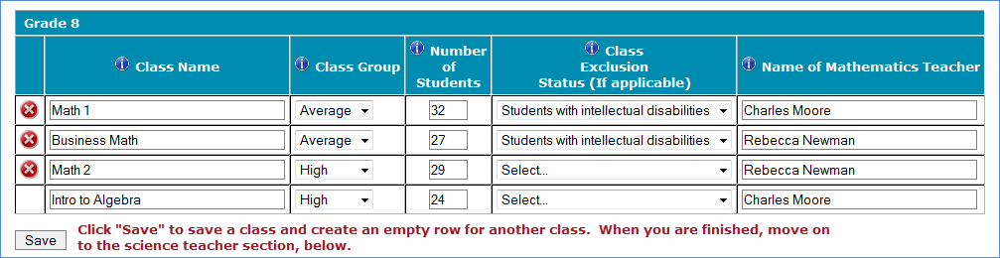 Grade 8
Class Name
Class Group
Number
of
Students
Class
Exclusion
Status (If applicable)
Name of Mathematics Teacher
Math 1 Average 32 Students with intellectual disabilities Charles Moore
Business Math Average 27 Students with intellectual disabilities Rebecca Newman
Math 2 High 29 Select... Rebecca Newman
Intro to Algebra High 24 Select... Charles Moore
Save
Click "Save" to save a class and create an empty row for another class. When you are finished, move on
to the science teacher section, below.